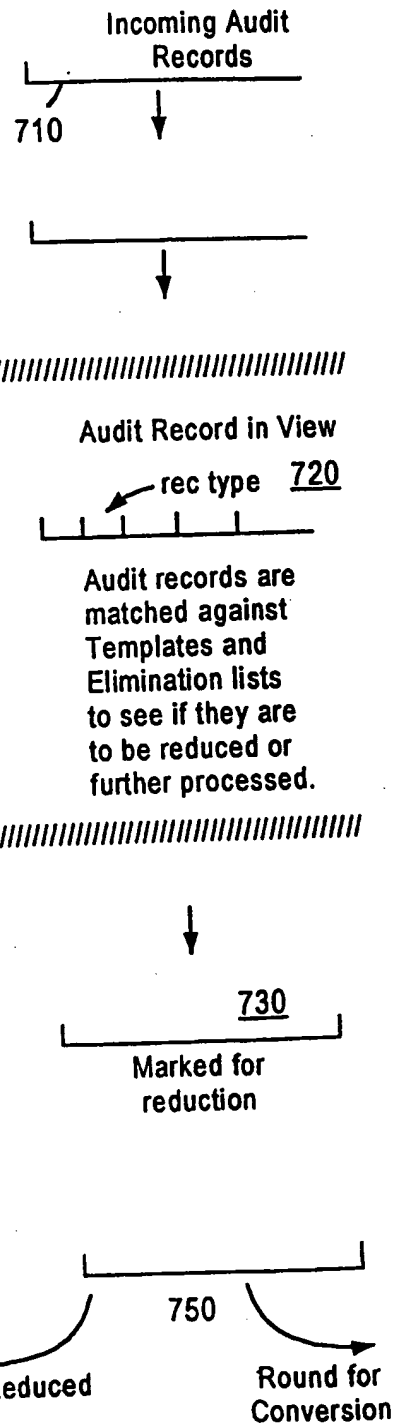 Incoming Audit
Records
710
Audit Record in View
rec type 720
Audit records are
matched against
Templates and
Elimination lists
to see if they are
to be reduced or
further processed.
730
Marked for
reduction
750
educed
Round for
Conversion